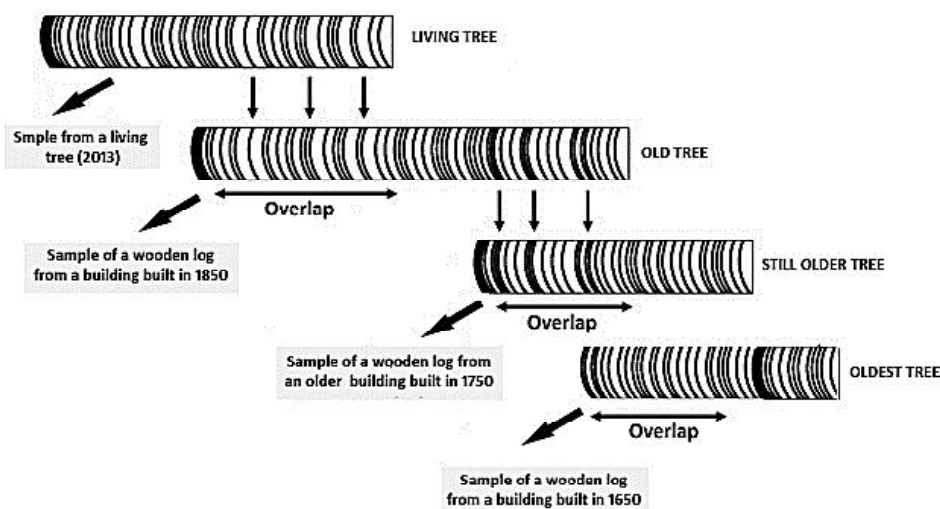 LIVING TREE
Smple from a living
tree (2013)
OLD TREE
Overlap
Sample of a wooden log
from a building built in 1850
STILL OLDER TREE
Overlap
Sample of a wooden log from
an older building built in 1750
OLDEST TREE
Overlap
Sample of a wooden log
from a building built in 1650